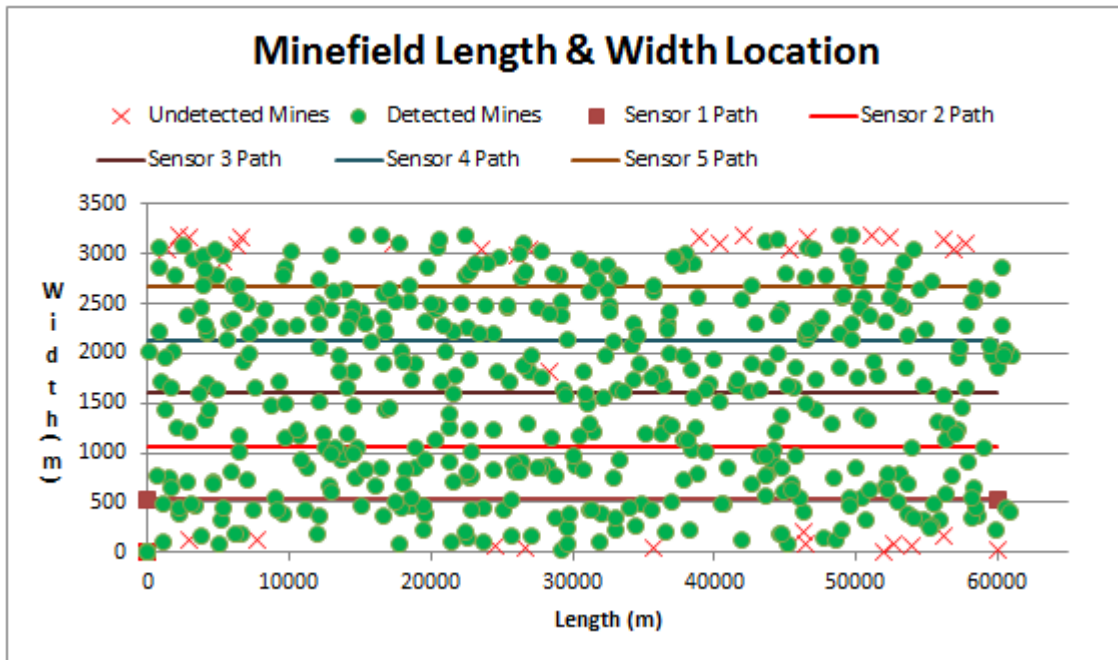 Minefield Length & Width Location
Undetected Mines Detected Mines Sensor 1 Path Sensor 2 Path
Sensor 3 Path Sensor 4 Path Sensor 5 Path
Width(m)
3500
3000
2500
2000
1500
1000
500
0
0 10000 20000 30000 40000 50000 60000
Length (m)